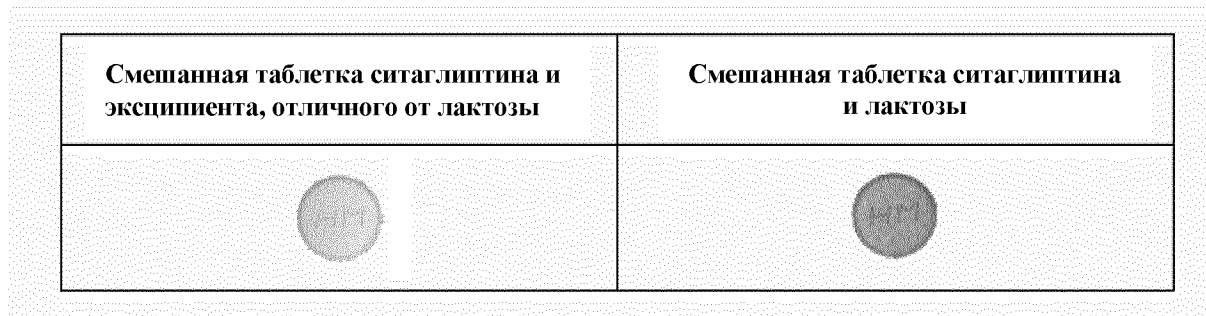 Смешанная таблетка ситаглиптина и
эксципиента, отличного от лактозы
Смешанная таблетка ситаглиптина
и лактозы